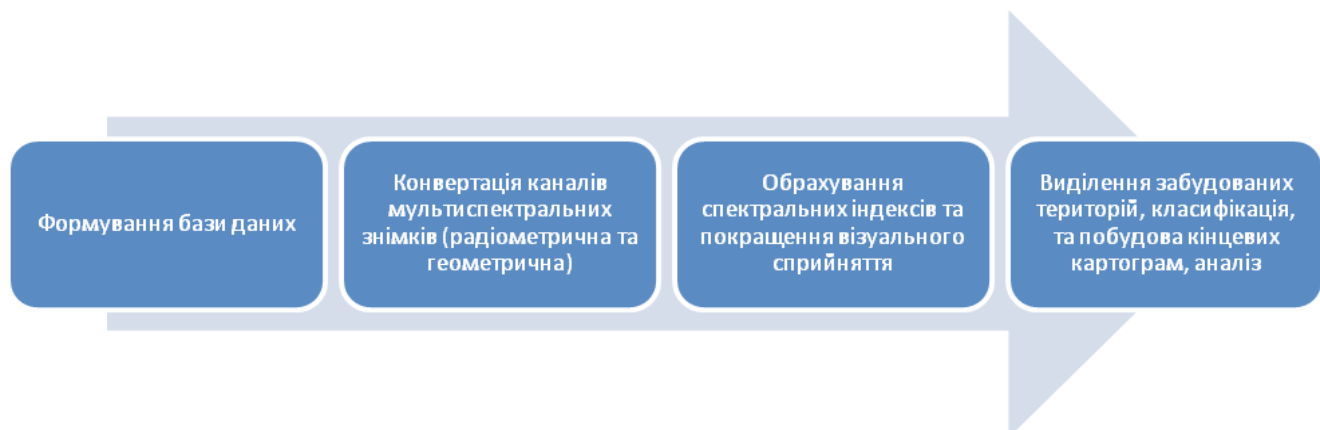 Формування бази даних
Конвертація каналів
мультиспектральних
знімків (радіометрична та
геометрична)
Обрахування
спектральних індексів та
покращення візуального
сприйняття
Виділення забудованих
територій, класифікація,
та побудова кінцевих
картограм, аналіз